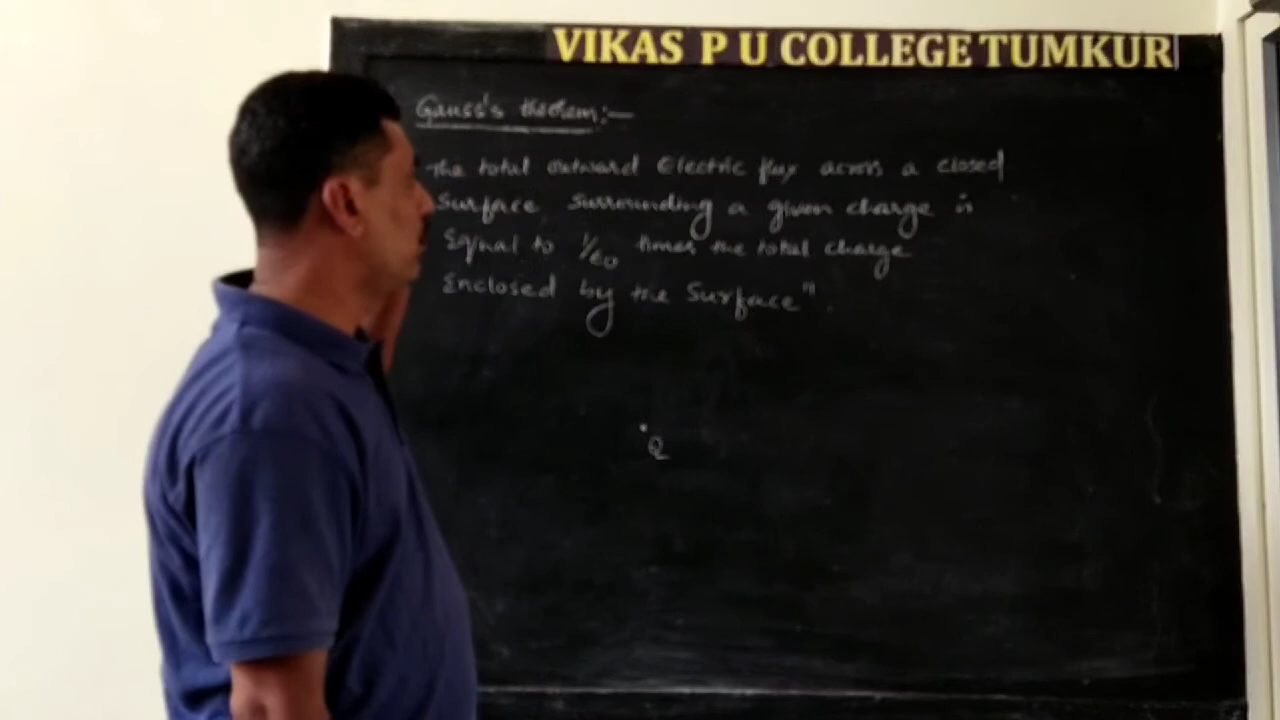 VIKAS P U COLLEGE TUMKUR
Gauss's theorem:-
The total outward Electric flux across a closed
Surface, Surrounding a given charge is
Equal to 1/ε0 times the total charge
Enclosed by the Surface".
Q